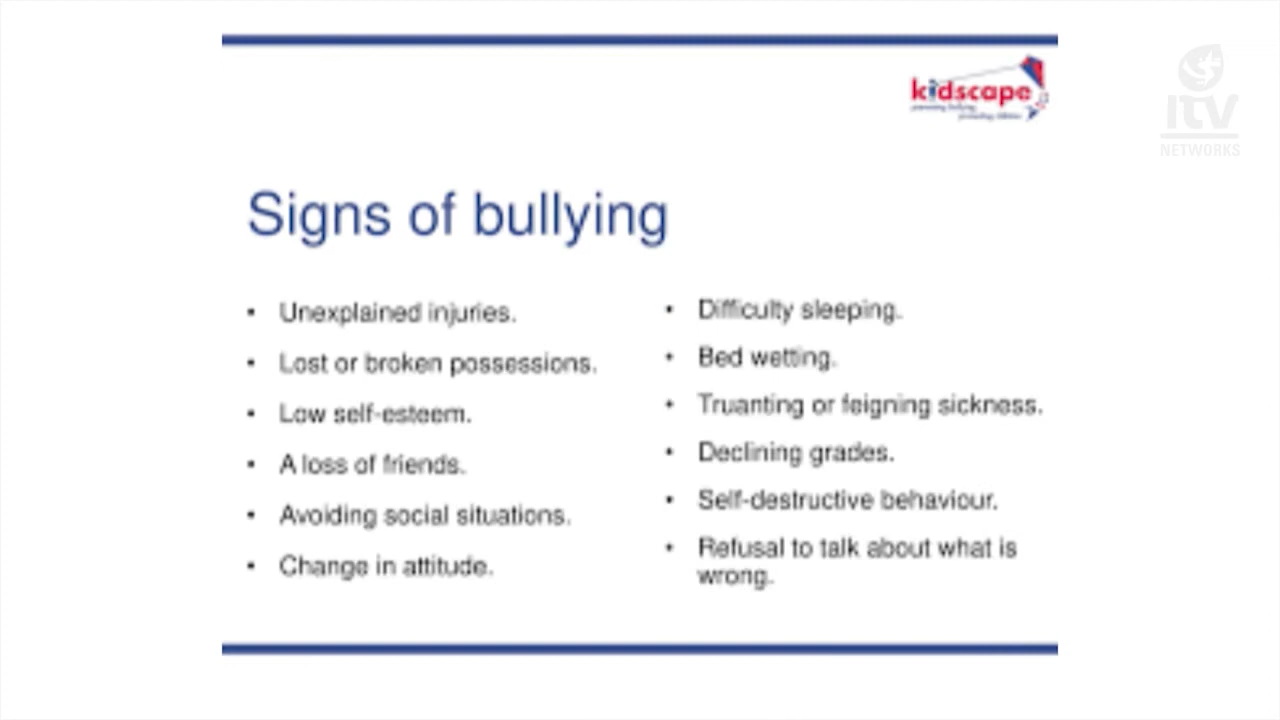 kidscape
ITV
NETWORKS
Signs of bullying
• Unexplained injuries.
• Lost or broken possessions.
• Low self-esteem.
• A loss of friends.
• Avoiding social situations.
• Change in attitude.
• Difficulty sleeping.
• Bed wetting.
• Truanting or feigning sickness.
• Declining grades.
• Self-destructive behaviour.
• Refusal to talk about what is
wrong.